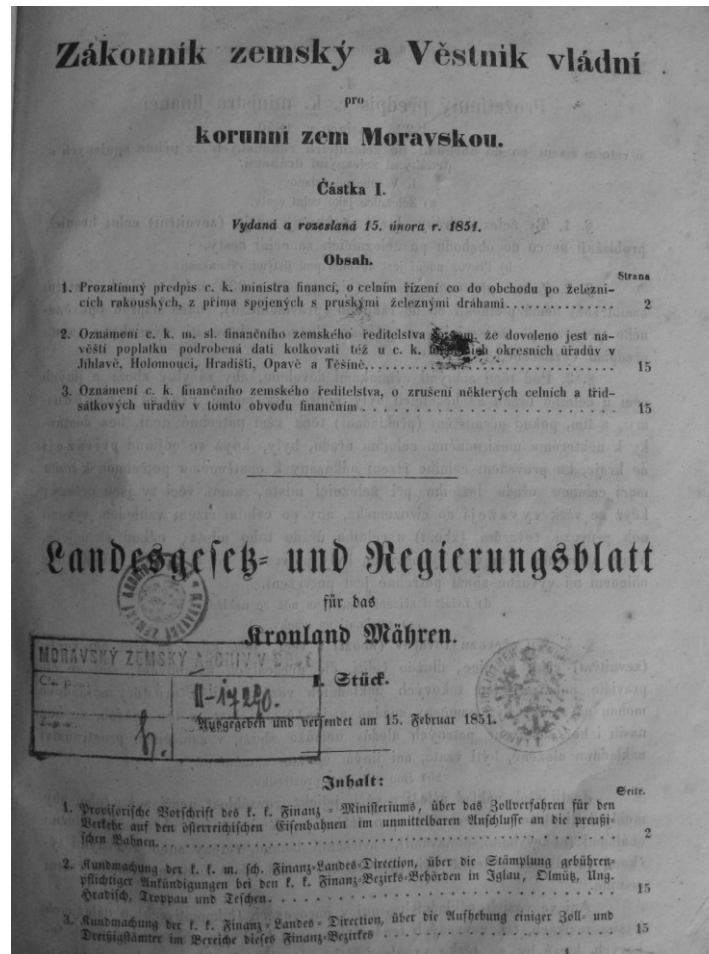 Zákonník zemský a Věstnik vládní
pro
korunní zem Moravskou.
Částka I.
Vydaná a rozeslaná 15. února r. 1851.
Obsah.
Strana
1. Prozatímný předpis c. k. ministra financí, o celním řízení co do obchodu po železni-
cích rakouských, z příma spojených s pruskými železnými dráhami. 2
2. Oznámení c. k. m. sl. finančního zemského ředitelstva že dovoleno jest ná-
věští poplatku podrobená dati kolkovati též u c. k. okresních úřadův v
Jihlavě, Holomouci, Hradišti, Opavě a Těšíně. 15
3. Oznámení c. k. finančního zemského ředitelstva, o zrušení některých celních a třid-
sátkových úřadův v tomto obvodu finančním 15
Landesgesetz- und Regierungsblatt
für das
Kronland Mähren.
MORAVSKÝ ZEMSKÝ ARCHIV V
I. Stück.
II-17290.
Ausgegeben und versendet am 15. Februar 1851.
Inhalt:
Seite.
1. Provisorische Vorschrift des k. k. Finanz-Ministeriums, über das Zollverfahren für den
Verkehr auf den österreichischen Eisenbahnen im unmittelbaren Anschlusse an die preußi-
schen Bahnen. 2
2. Kundmachung der k. k. m. sch. Finanz-Landes-Direction, über die Stämplung gebühren-
pflichtiger Ankündigungen bei den k. k. Finanz-Bezirks-Behörden in Iglau, Olmütz, Ung.
Hradisch, Troppau und Teschen. 15
3. Kundmachung der k. k. Finanz-Landes-Direction, über die Aufhebung einiger Zoll- und
Dreißigstämter im Bereiche dieses Finanz-Bezirkes 15